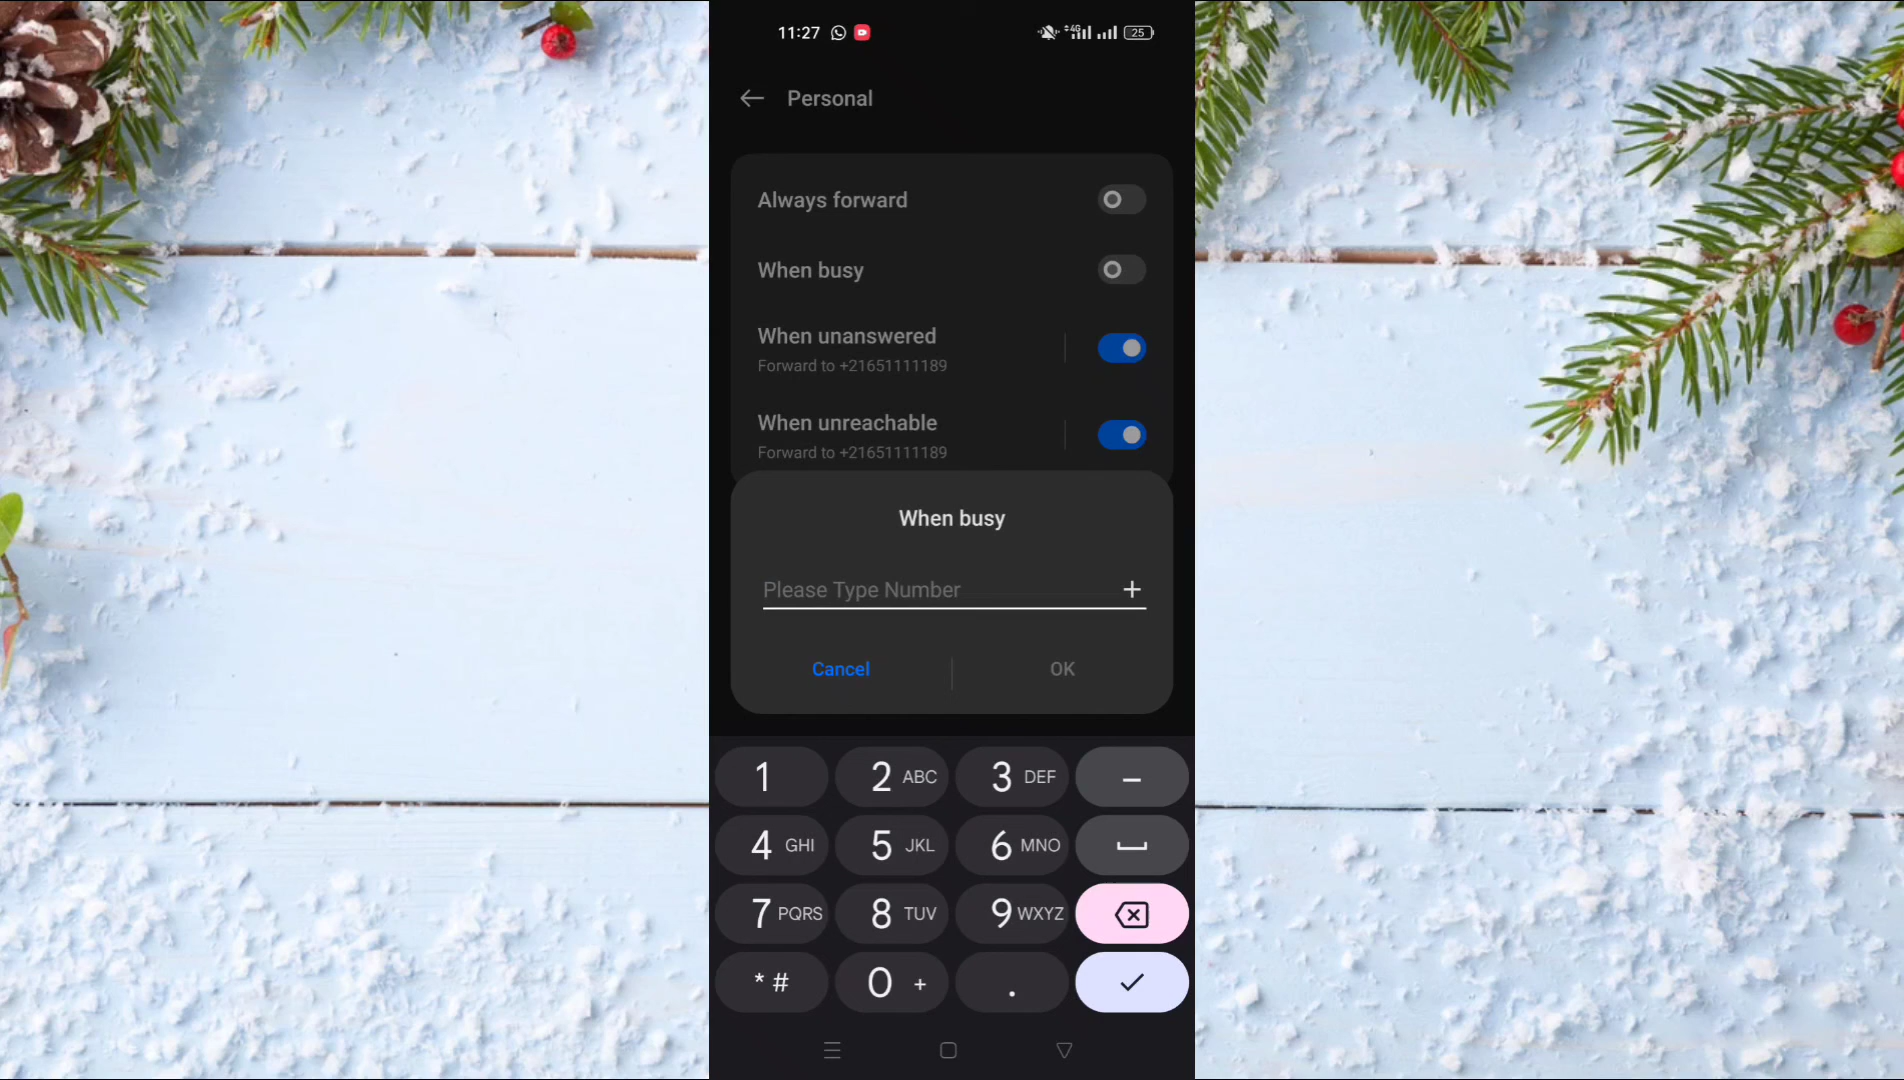 11:27
4G
25
Personal
Always forward
When busy
When unanswered
Forward to +21651111189
When unreachable
Forward to +21651111189
When busy
Please Type Number
Cancel
OK
1
2 ABC
3 DEF
–
4 GHI
5 JKL
6 MNO
7 PQRS
8 TUV
9 WXYZ
* #
0 +
.